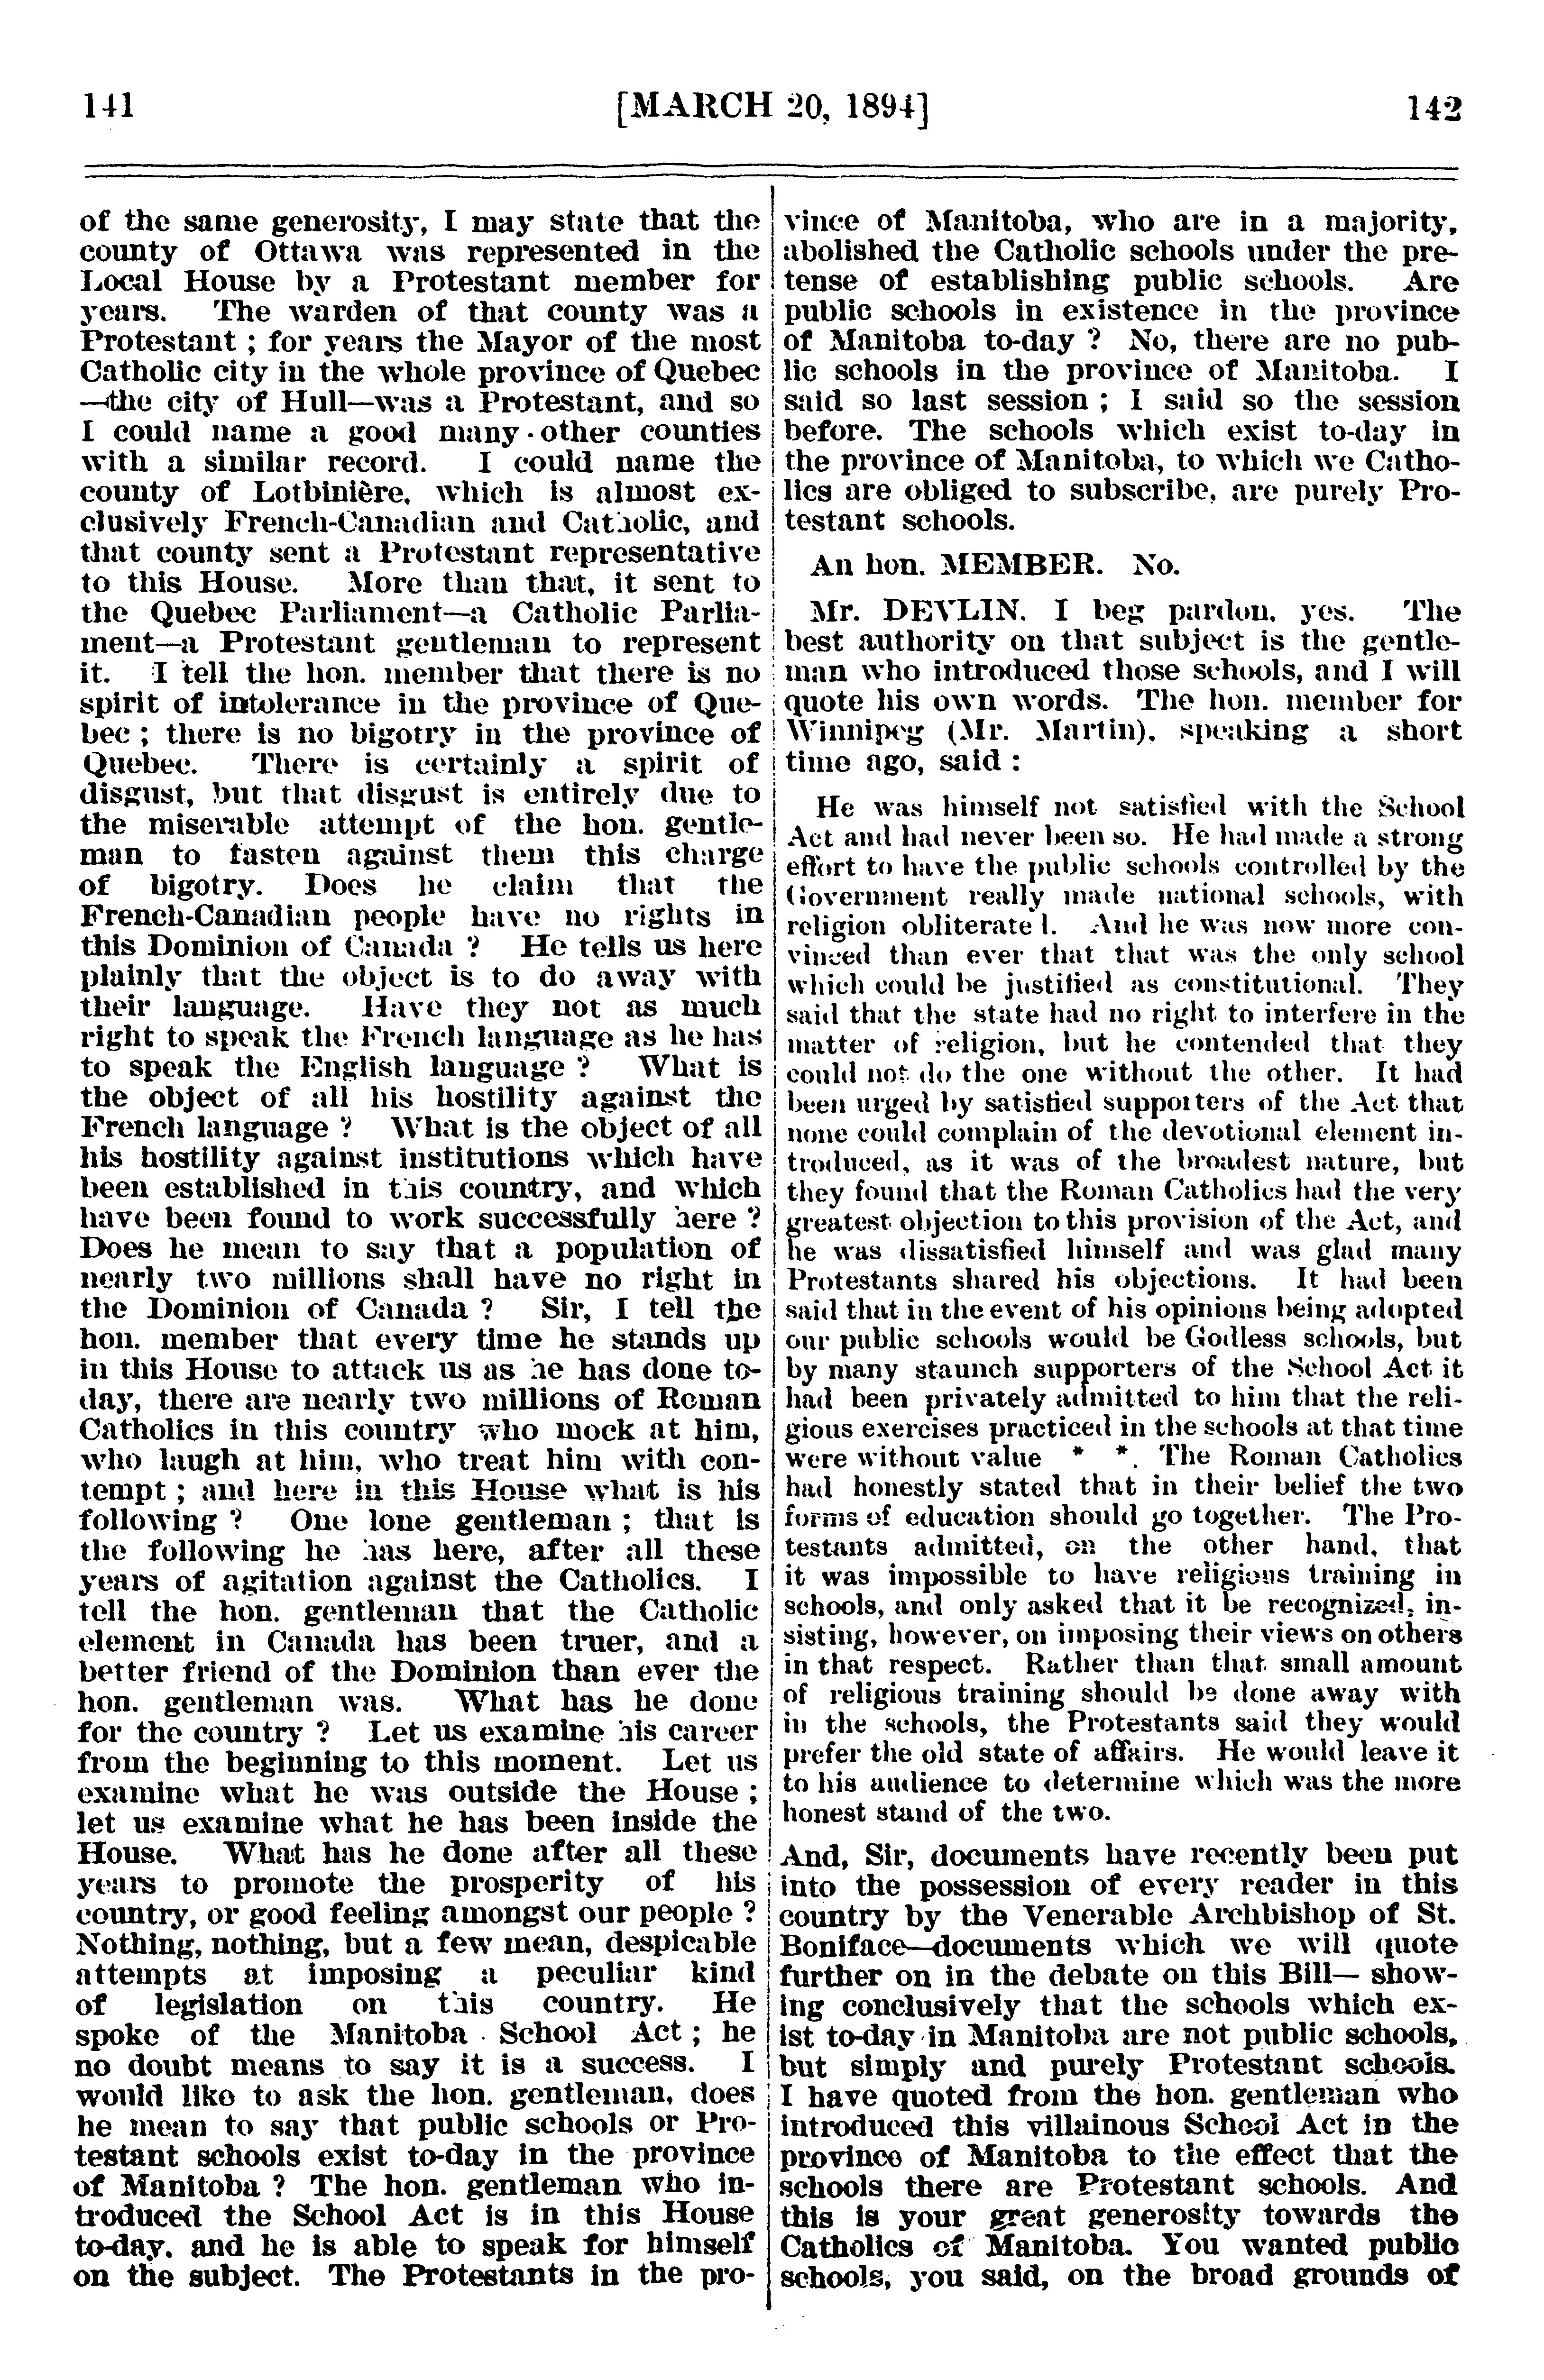 141 [MARCH 20, 1894] 142
of the same generosity, I may state that the
county of Ottawa was represented in the
Local House by a Protestant member for
years. The warden of that county was a
Protestant ; for years the Mayor of the most
Catholic city in the whole province of Quebec
—the city of Hull—was a Protestant, and so
I could name a good many other counties
with a similar record. I could name the
county of Lotbinière, which is almost ex-
clusively French-Canadian and Catholic, and
that county sent a Protestant representative
to this House. More than that, it sent to
the Quebec Parliament—a Catholic Parlia-
ment—a Protestant gentleman to represent
it. I tell the hon. member that there is no
spirit of intolerance in the province of Que-
bec ; there is no bigotry in the province of
Quebec. There is certainly a spirit of
disgust, but that disgust is entirely due to
the miserable attempt of the hon. gentle-
man to fasten against them this charge
of bigotry. Does he claim that the
French-Canadian people have no rights in
this Dominion of Canada ? He tells us here
plainly that the object is to do away with
their language. Have they not as much
right to speak the French language as he has
to speak the English language ? What is
the object of all his hostility against the
French language ? What is the object of all
his hostility against institutions which have
been established in this country, and which
have been found to work successfully here ?
Does he mean to say that a population of
nearly two millions shall have no right in
the Dominion of Canada ? Sir, I tell the
hon. member that every time he stands up
in this House to attack us as he has done to-
day, there are nearly two millions of Roman
Catholics in this country who mock at him,
who laugh at him, who treat him with con-
tempt ; and here in this House what is his
following ? One lone gentleman ; that is
the following he has here, after all these
years of agitation against the Catholics. I
tell the hon. gentleman that the Catholic
element in Canada has been truer, and a
better friend of the Dominion than ever the
hon. gentleman was. What has he done
for the country ? Let us examine his career
from the beginning to this moment. Let us
examine what he was outside the House ;
let us examine what he has been inside the
House. What has he done after all these
years to promote the prosperity of his
country, or good feeling amongst our people ?
Nothing, nothing, but a few mean, despicable
attempts at imposing a peculiar kind
of legislation on this country. He
spoke of the Manitoba School Act ; he
no doubt means to say it is a success. I
would like to ask the hon. gentleman, does
he mean to say that public schools or Pro-
testant schools exist to-day in the province
of Manitoba ? The hon. gentleman who in-
troduced the School Act is in this House
to-day, and he is able to speak for himself
on the subject. The Protestants in the pro-
vince of Manitoba, who are in a majority,
abolished the Catholic schools under the pre-
tense of establishing public schools. Are
public schools in existence in the province
of Manitoba to-day ? No, there are no pub-
lic schools in the province of Manitoba. I
said so last session ; I said so the session
before. The schools which exist to-day in
the province of Manitoba, to which we Catho-
lics are obliged to subscribe, are purely Pro-
testant schools.
An hon. MEMBER. No.
Mr. DEVLIN. I beg pardon, yes. The
best authority on that subject is the gentle-
man who introduced those schools, and I will
quote his own words. The hon. member for
Winnipeg (Mr. Martin), speaking a short
time ago, said :
He was himself not satisfied with the School
Act and had never been so. He had made a strong
effort to have the public schools controlled by the
Government really made national schools, with
religion obliterated. And he was now more con-
vinced than ever that that was the only school
which could be justified as constitutional. They
said that the state had no right to interfere in the
matter of religion, but he contended that they
could not do the one without the other. It had
been urged by satisfied supporters of the Act that
none could complain of the devotional element in-
troduced, as it was of the broadest nature, but
they found that the Roman Catholics had the very
greatest objection to this provision of the Act, and
he was dissatisfied himself and was glad many
Protestants shared his objections. It had been
said that in the event of his opinions being adopted
our public schools would be Godless schools, but
by many staunch supporters of the School Act it
had been privately admitted to him that the reli-
gious exercises practiced in the schools at that time
were without value * *. The Roman Catholics
had honestly stated that in their belief the two
forms of education should go together. The Pro-
testants admitted, on the other hand, that
it was impossible to have religious training in
schools, and only asked that it be recognized, in-
sisting, however, on imposing their views on others
in that respect. Rather than that small amount
of religious training should be done away with
in the schools, the Protestants said they would
prefer the old state of affairs. He would leave it
to his audience to determine which was the more
honest stand of the two.
And, Sir, documents have recently been put
into the possession of every reader in this
country by the Venerable Archbishop of St.
Boniface—documents which we will quote
further on in the debate on this Bill— show-
ing conclusively that the schools which ex-
ist to-day in Manitoba are not public schools,
but simply and purely Protestant schools.
I have quoted from the hon. gentleman who
introduced this villainous School Act in the
province of Manitoba to the effect that the
schools there are Protestant schools. And
this is your great generosity towards the
Catholics of Manitoba. You wanted public
schools, you said, on the broad grounds of